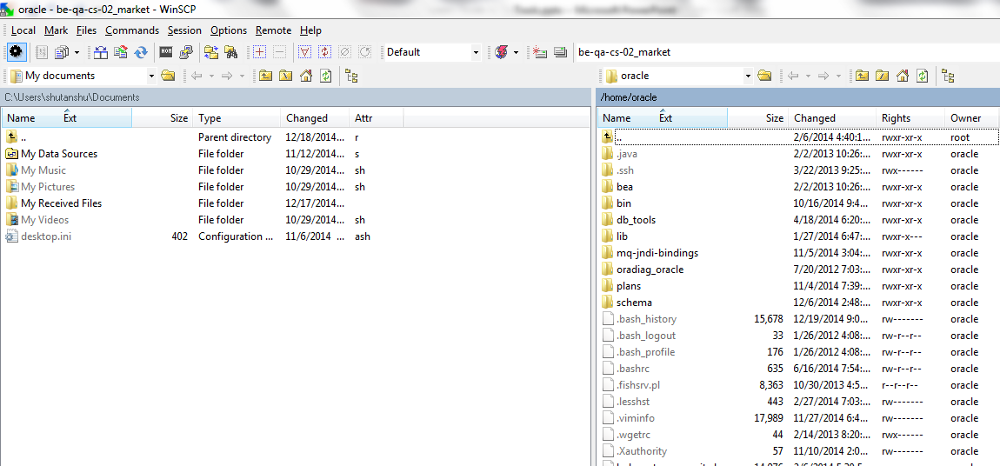 oracle - be-qa-cs-02_market - WinSCP
Local Mark Files Commands Session Options Remote Help
Default be-qa-cs-02_market
My documents oracle
C:\Users\shutanshu\Documents /home/oracle
Name Ext Size Type Changed Attr Name Ext Size Changed Rights Owner
.. Parent directory 12/18/2014... r .. 2/6/2014 4:40:1... rwxr-xr-x root
My Data Sources File folder 11/12/2014... s .java 2/2/2013 10:26:... rwxr-xr-x oracle
My Music File folder 10/29/2014... sh .ssh 3/22/2013 9:25:... rwx------ oracle
My Pictures File folder 10/29/2014... sh bea 2/2/2013 10:26:... rwxr-xr-x oracle
My Received Files File folder 12/17/2014... bin 10/16/2014 9:4... rwxr-xr-x oracle
My Videos File folder 10/29/2014... sh db_tools 4/18/2014 6:20:... rwxr-xr-x oracle
desktop.ini 402 Configuration ... 11/6/2014 ... ash lib 1/27/2014 6:47:... rwxr-x--- oracle
mq-jndi-bindings 11/5/2014 3:04:... rwxr-xr-x oracle
oradiag_oracle 7/20/2012 7:03:... rwxr-xr-x oracle
plans 11/4/2014 7:39:... rwxr-xr-x oracle
schema 12/6/2014 2:48:... rwxr-xr-x oracle
.bash_history 15,678 12/19/2014 9:0... rw------- oracle
.bash_logout 33 1/26/2012 4:08:... rw-r--r-- oracle
.bash_profile 176 1/26/2012 4:08:... rw-r--r-- oracle
.bashrc 635 6/16/2014 7:54:... rw-r--r-- oracle
.fishsrv.pl 8,363 10/30/2013 4:5... r--r--r-- oracle
.lesshst 443 2/27/2014 7:03:... rw------- oracle
.viminfo 17,989 11/27/2014 6:4... rw------- oracle
.wgetrc 44 2/14/2013 8:20:... rwx------ oracle
.Xauthority 57 11/10/2014 2:0... rw------- oracle